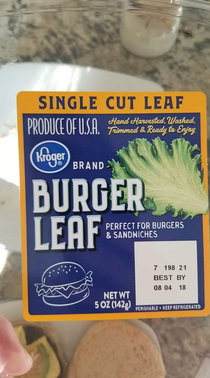 SINGLE CUT LEAF
PRODUCE OF U.S.A.
Hand Harvested, Washed,
Trimmed & Ready to Enjoy
Kroger® BRAND
BURGER
LEAF
PERFECT FOR BURGERS
& SANDWICHES
7 198 21
BEST BY
08 04 18
NET WT
5 OZ (142g)
PERISHABLE • KEEP REFRIGERATED